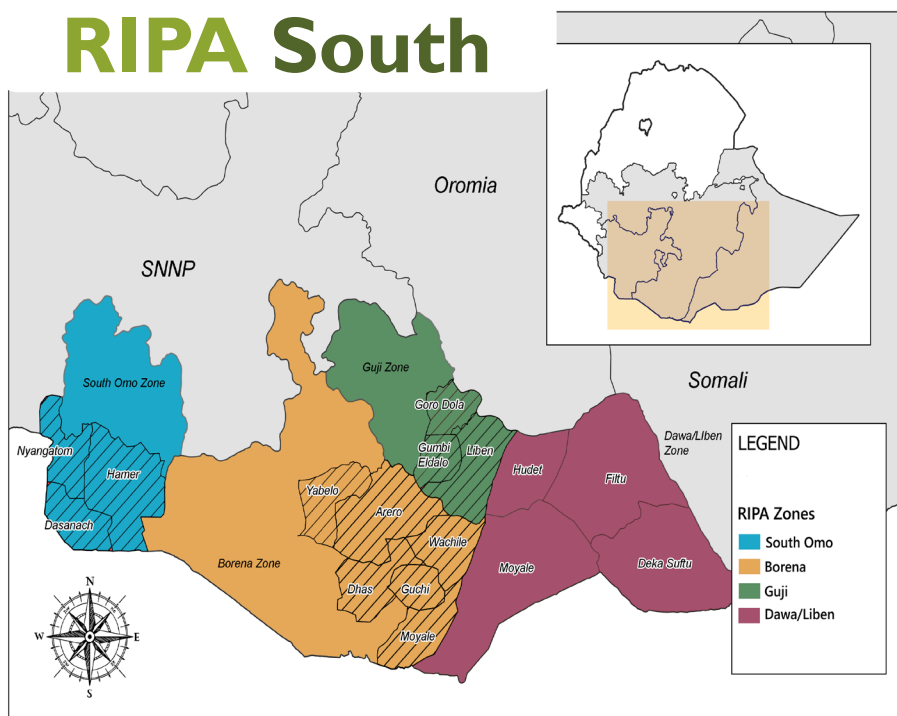 RIPA South
Oromia
SNNP
Somali
South Omo Zone
Guji Zone
Goro Dola
Gumbi
Eldalo
Liben
Nyangatom
Hamer
Dasanach
Yabelo
Arero
Wachile
Borena Zone
Dhas
Guchi
Moyale
Hudet
Filtu
Dawa/LIben
Zone
Moyale
Deka Suftu
N
W
E
S
LEGEND
RIPA Zones
South Omo
Borena
Guji
Dawa/Liben